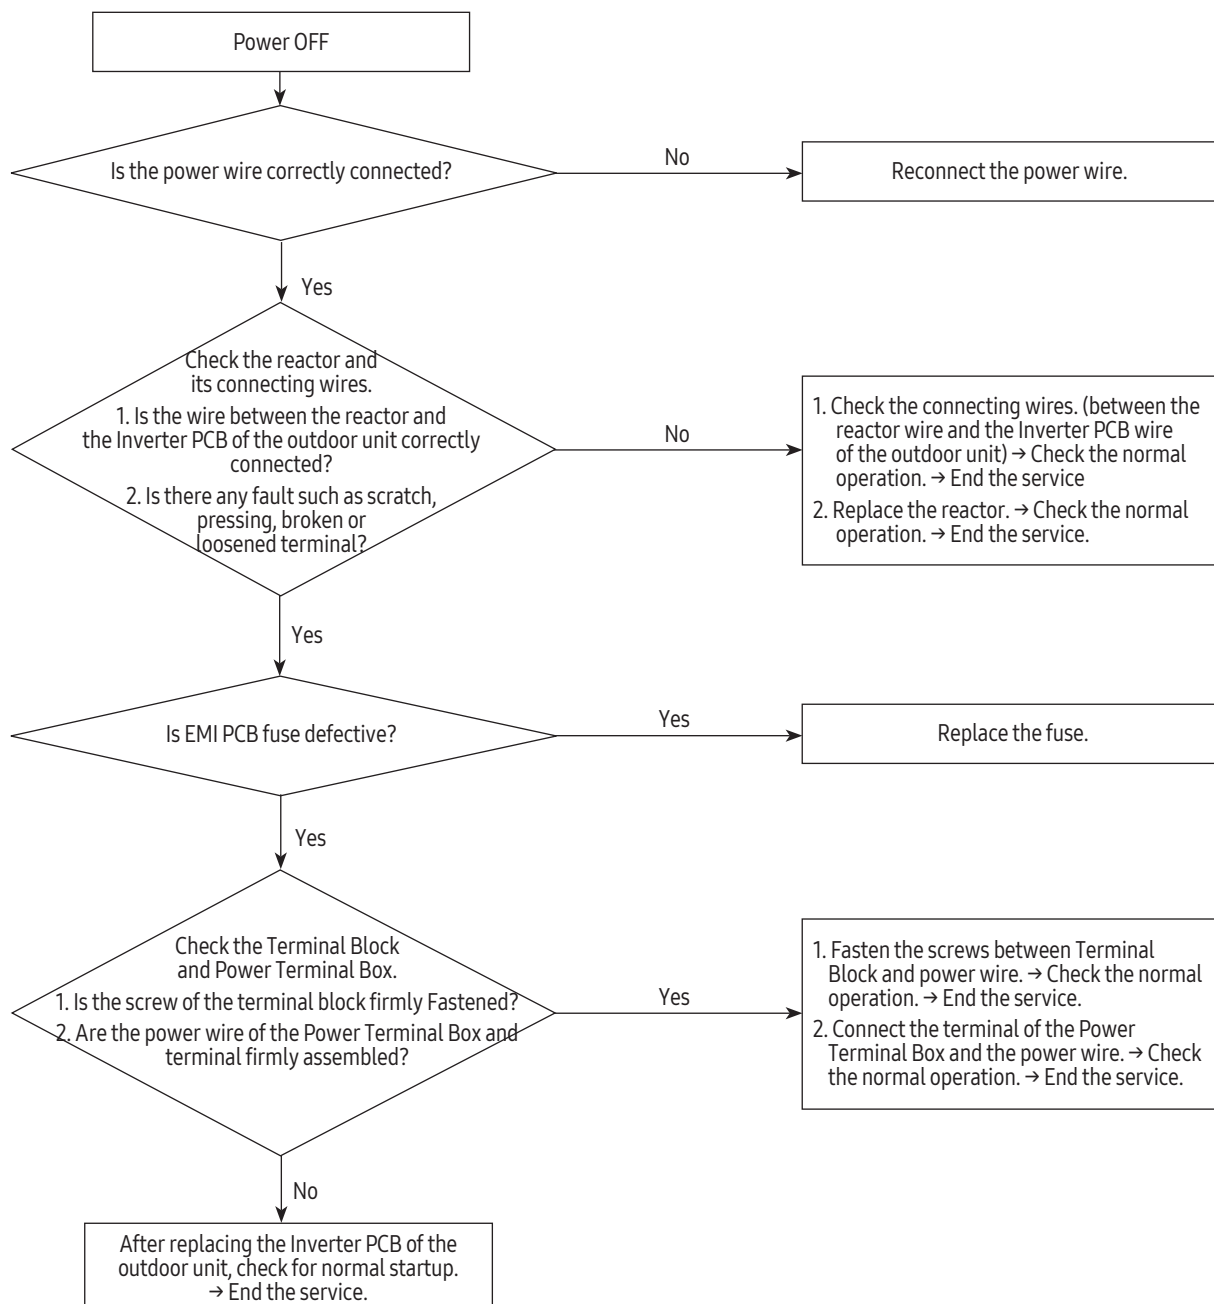 Power OFF
Is the power wire correctly connected?
No
Reconnect the power wire.
Yes
Check the reactor and
its connecting wires.
1. Is the wire between the reactor and
the Inverter PCB of the outdoor unit correctly
connected?
2. Is there any fault such as scratch,
pressing, broken or
loosened terminal?
No
1. Check the connecting wires. (between the
reactor wire and the Inverter PCB wire
of the outdoor unit) → Check the normal
operation. → End the service
2. Replace the reactor. → Check the normal
operation. → End the service.
Yes
Is EMI PCB fuse defective?
Yes
Replace the fuse.
Yes
Check the Terminal Block
and Power Terminal Box.
1. Is the screw of the terminal block firmly Fastened?
2. Are the power wire of the Power Terminal Box and
terminal firmly assembled?
Yes
1. Fasten the screws between Terminal
Block and power wire. → Check the normal
operation. → End the service.
2. Connect the terminal of the Power
Terminal Box and the power wire. → Check
the normal operation. → End the service.
No
After replacing the Inverter PCB of the
outdoor unit, check for normal startup.
→ End the service.